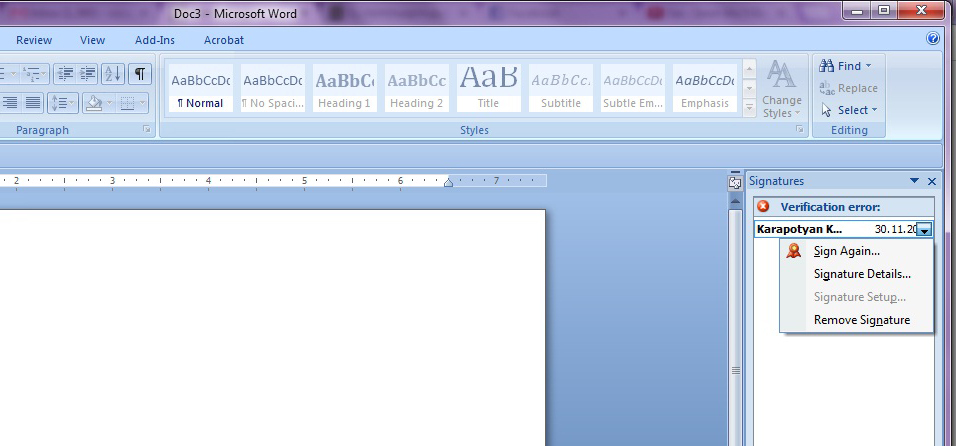 Doc3 - Microsoft Word
Review View Add-Ins Acrobat
AaBbCcDc AaBbCcDc AaBbCc AaBbCc AaB AaBbCc. AaBbCcDc AaBbCcDc
¶ Normal ¶ No Spaci... Heading 1 Heading 2 Title Subtitle Subtle Em... Emphasis
Change Styles
Find
Replace
Select
Paragraph Styles Editing
2 3 4 5 6 7
Signatures
Verification error:
Karapotyan K... 30.11.20
Sign Again...
Signature Details...
Signature Setup...
Remove Signature